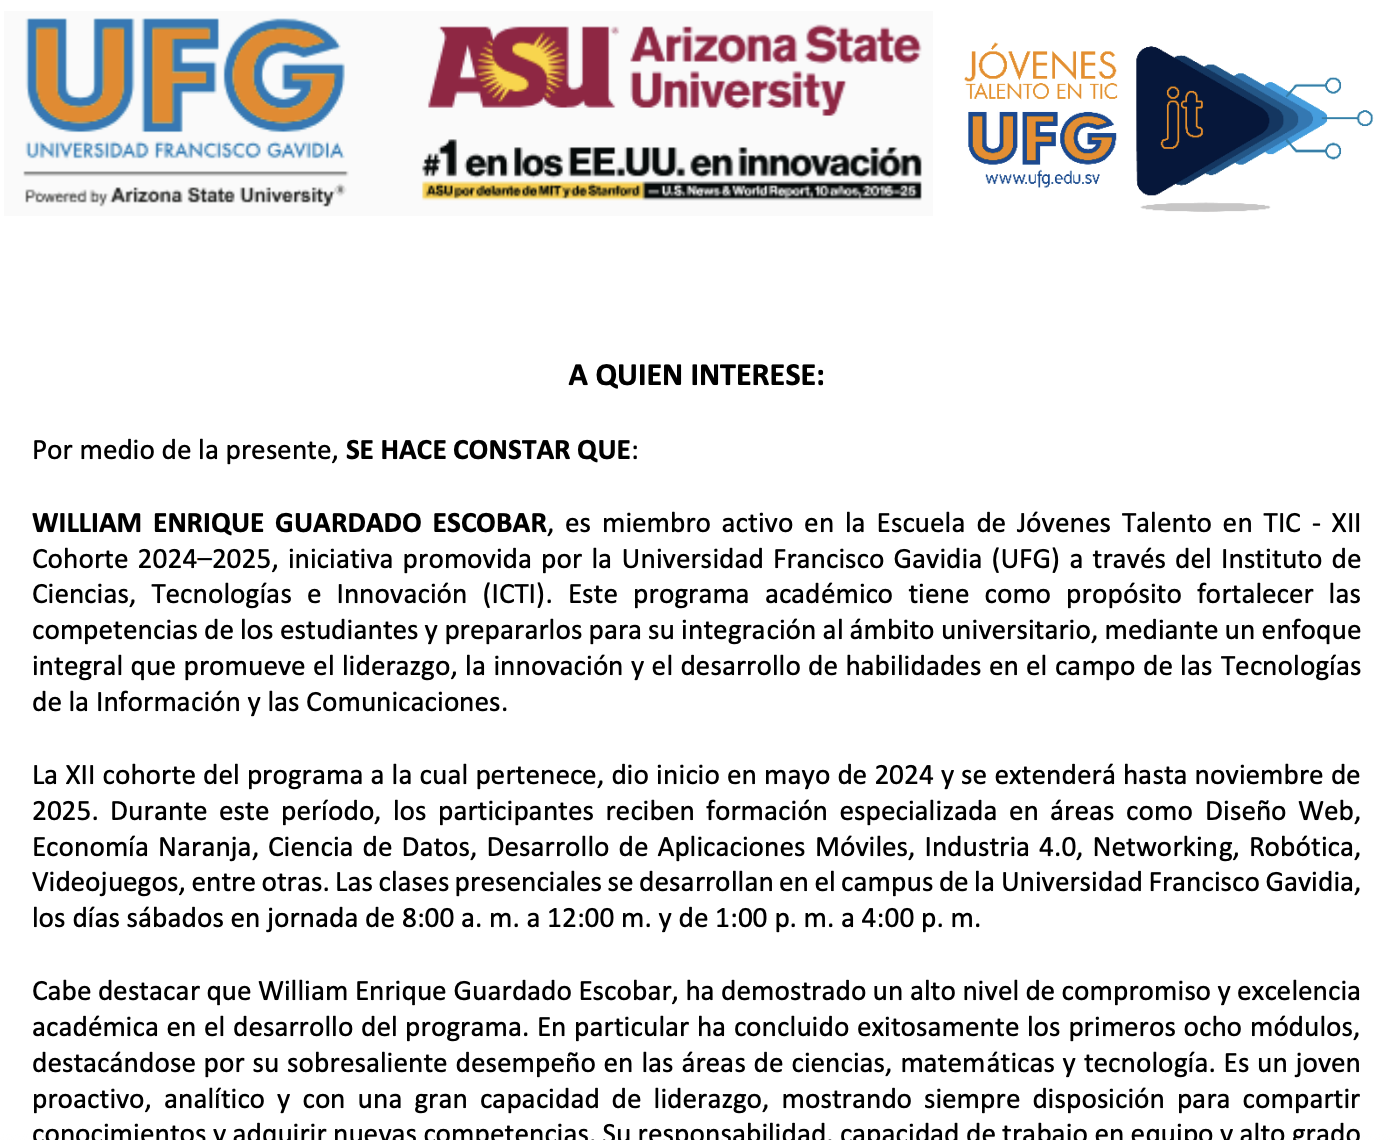 UFG
UNIVERSIDAD FRANCISCO GAVIDIA
Powered by Arizona State University®
ASU Arizona State University
#1 en los EE.UU. en innovación
ASU por delante de MIT y de Stanford — U.S. News & World Report, 10 años, 2016–25
JÓVENES
TALENTO EN TIC
UFG
www.ufg.edu.sv
jt
A QUIEN INTERESE:
Por medio de la presente, SE HACE CONSTAR QUE:
WILLIAM ENRIQUE GUARDADO ESCOBAR, es miembro activo en la Escuela de Jóvenes Talento en TIC - XII
Cohorte 2024–2025, iniciativa promovida por la Universidad Francisco Gavidia (UFG) a través del Instituto de
Ciencias, Tecnologías e Innovación (ICTI). Este programa académico tiene como propósito fortalecer las
competencias de los estudiantes y prepararlos para su integración al ámbito universitario, mediante un enfoque
integral que promueve el liderazgo, la innovación y el desarrollo de habilidades en el campo de las Tecnologías
de la Información y las Comunicaciones.
La XII cohorte del programa a la cual pertenece, dio inicio en mayo de 2024 y se extenderá hasta noviembre de
2025. Durante este período, los participantes reciben formación especializada en áreas como Diseño Web,
Economía Naranja, Ciencia de Datos, Desarrollo de Aplicaciones Móviles, Industria 4.0, Networking, Robótica,
Videojuegos, entre otras. Las clases presenciales se desarrollan en el campus de la Universidad Francisco Gavidia,
los días sábados en jornada de 8:00 a. m. a 12:00 m. y de 1:00 p. m. a 4:00 p. m.
Cabe destacar que William Enrique Guardado Escobar, ha demostrado un alto nivel de compromiso y excelencia
académica en el desarrollo del programa. En particular ha concluido exitosamente los primeros ocho módulos,
destacándose por su sobresaliente desempeño en las áreas de ciencias, matemáticas y tecnología. Es un joven
proactivo, analítico y con una gran capacidad de liderazgo, mostrando siempre disposición para compartir
conocimientos y adquirir nuevas competencias. Su responsabilidad, capacidad de trabajo en equipo y alto grado